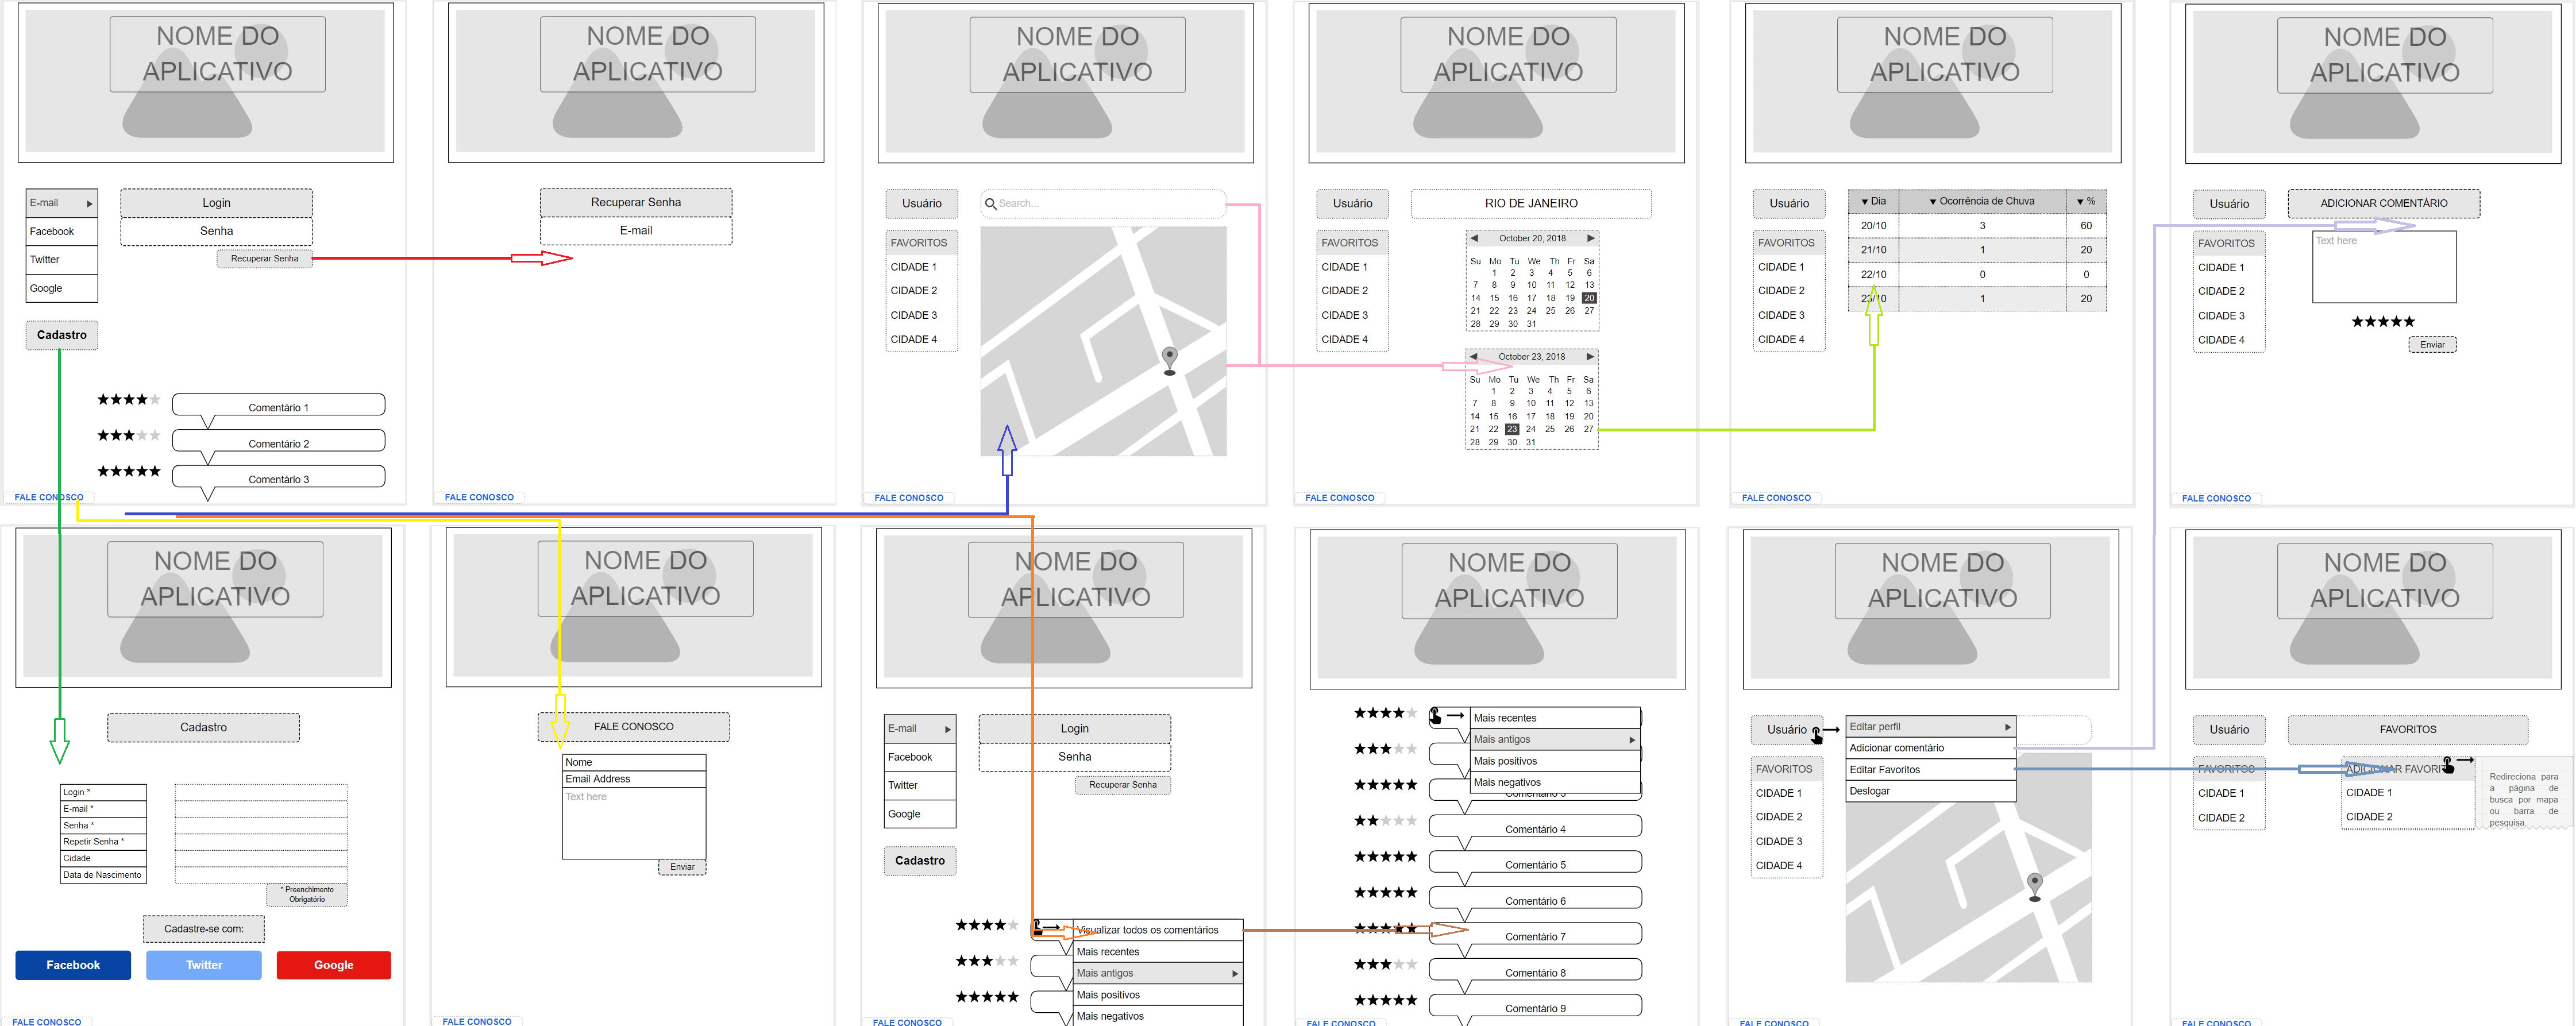 NOME DO
APLICATIVO
E-mail
Facebook
Twitter
Google
Login
Senha
Recuperar Senha
Cadastro
Comentário 1
Comentário 2
Comentário 3
FALE CONOSCO
NOME DO
APLICATIVO
Recuperar Senha
E-mail
FALE CONOSCO
NOME DO
APLICATIVO
Usuário
Search...
FAVORITOS
CIDADE 1
CIDADE 2
CIDADE 3
CIDADE 4
FALE CONOSCO
NOME DO
APLICATIVO
Usuário
RIO DE JANEIRO
FAVORITOS
CIDADE 1
CIDADE 2
CIDADE 3
CIDADE 4
October 20, 2018
Su Mo Tu We Th Fr Sa
1 2 3 4 5 6
7 8 9 10 11 12 13
14 15 16 17 18 19 20
21 22 23 24 25 26 27
28 29 30 31
October 23, 2018
Su Mo Tu We Th Fr Sa
1 2 3 4 5 6
7 8 9 10 11 12 13
14 15 16 17 18 19 20
21 22 23 24 25 26 27
28 29 30 31
FALE CONOSCO
NOME DO
APLICATIVO
Usuário
FAVORITOS
CIDADE 1
CIDADE 2
CIDADE 3
CIDADE 4
Dia Ocorrência de Chuva %
20/10 3 60
21/10 1 20
22/10 0 0
23/10 1 20
FALE CONOSCO
NOME DO
APLICATIVO
Usuário
ADICIONAR COMENTÁRIO
FAVORITOS
CIDADE 1
CIDADE 2
CIDADE 3
CIDADE 4
Text here
Enviar
FALE CONOSCO
NOME DO
APLICATIVO
Cadastro
Login *
E-mail *
Senha *
Repetir Senha *
Cidade
Data de Nascimento
* Preenchimento
Obrigatório
Cadastre-se com:
Facebook
Twitter
Google
FALE CONOSCO
NOME DO
APLICATIVO
FALE CONOSCO
Nome
Email Address
Text here
Enviar
FALE CONOSCO
NOME DO
APLICATIVO
E-mail
Facebook
Twitter
Google
Login
Senha
Recuperar Senha
Cadastro
Visualizar todos os comentários
Mais recentes
Mais antigos
Mais positivos
Mais negativos
FALE CONOSCO
NOME DO
APLICATIVO
Mais recentes
Mais antigos
Mais positivos
Mais negativos
Comentário 3
Comentário 4
Comentário 5
Comentário 6
Comentário 7
Comentário 8
Comentário 9
FALE CONOSCO
NOME DO
APLICATIVO
Usuário
Editar perfil
Adicionar comentário
Editar Favoritos
Deslogar
FAVORITOS
CIDADE 1
CIDADE 2
CIDADE 3
CIDADE 4
FALE CONOSCO
NOME DO
APLICATIVO
Usuário
FAVORITOS
FAVORITOS
CIDADE 1
CIDADE 2
ADICIONAR FAVORIT
CIDADE 1
CIDADE 2
Redireciona para
a página de
busca por mapa
ou barra de
pesquisa.
FALE CONOSCO